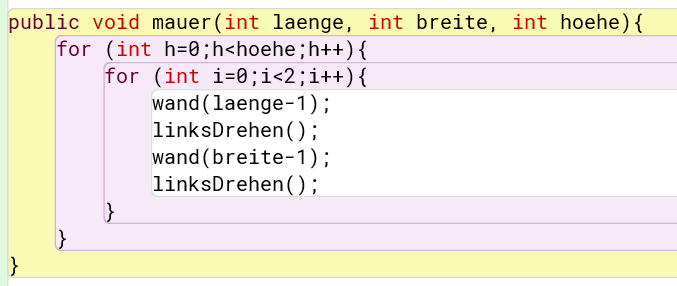 public void mauer(int laenge, int breite, int hoehe){
for (int h=0;h<hoehe;h++){
for (int i=0;i<2;i++){
wand(laenge-1);
linksDrehen();
wand(breite-1);
linksDrehen();
}
}
}